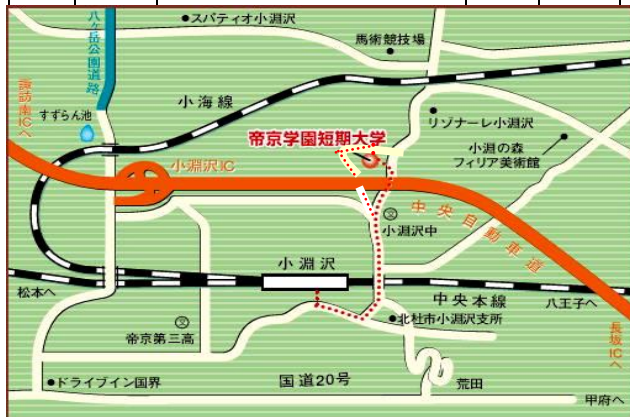 スパティオ小淵沢
八ヶ岳公園道路
馬術競技場
諏訪南ICへ
すずらん池
小海線
リゾナーレ小淵沢
帝京学園短期大学
小淵の森
フィリア美術館
小淵沢IC
小淵沢中
中央自動車道
小淵沢
松本へ
中央本線
八王子へ
北杜市小淵沢支所
帝京第三高
長坂ICへ
ドライブイン国界
国道20号
荒田
甲府へ